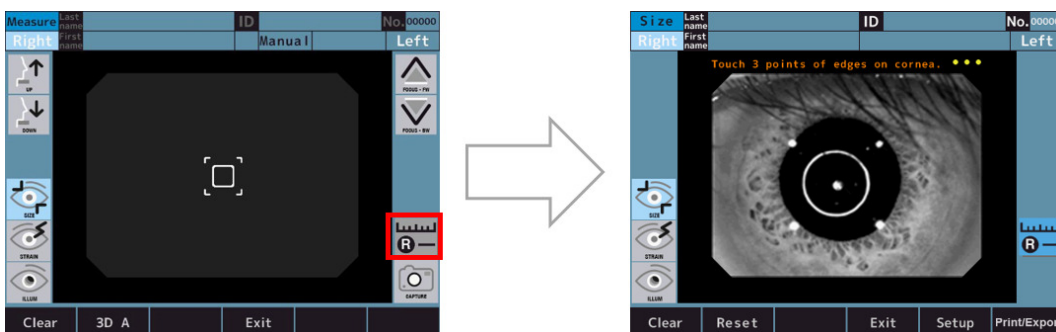 Measure Last name ID No. 00000
Right First name Manual Left
UP
FOCUS - FW
DOWN
FOCUS - BW
SIZE
STRAIN
R
ILLUM
CAPTURE
Clear 3D A Exit
Size Last name ID No. 0000
Right First name Left
Touch 3 points of edges on cornea.
SIZE
STRAIN
R
ILLUM
Clear Reset Exit Setup Print/Expor